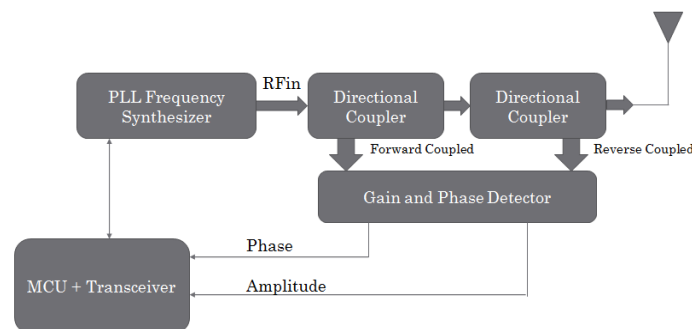 RFin
PLL Frequency
Synthesizer
Directional
Coupler
Directional
Coupler
Forward Coupled
Reverse Coupled
Gain and Phase Detector
Phase
MCU + Transceiver
Amplitude